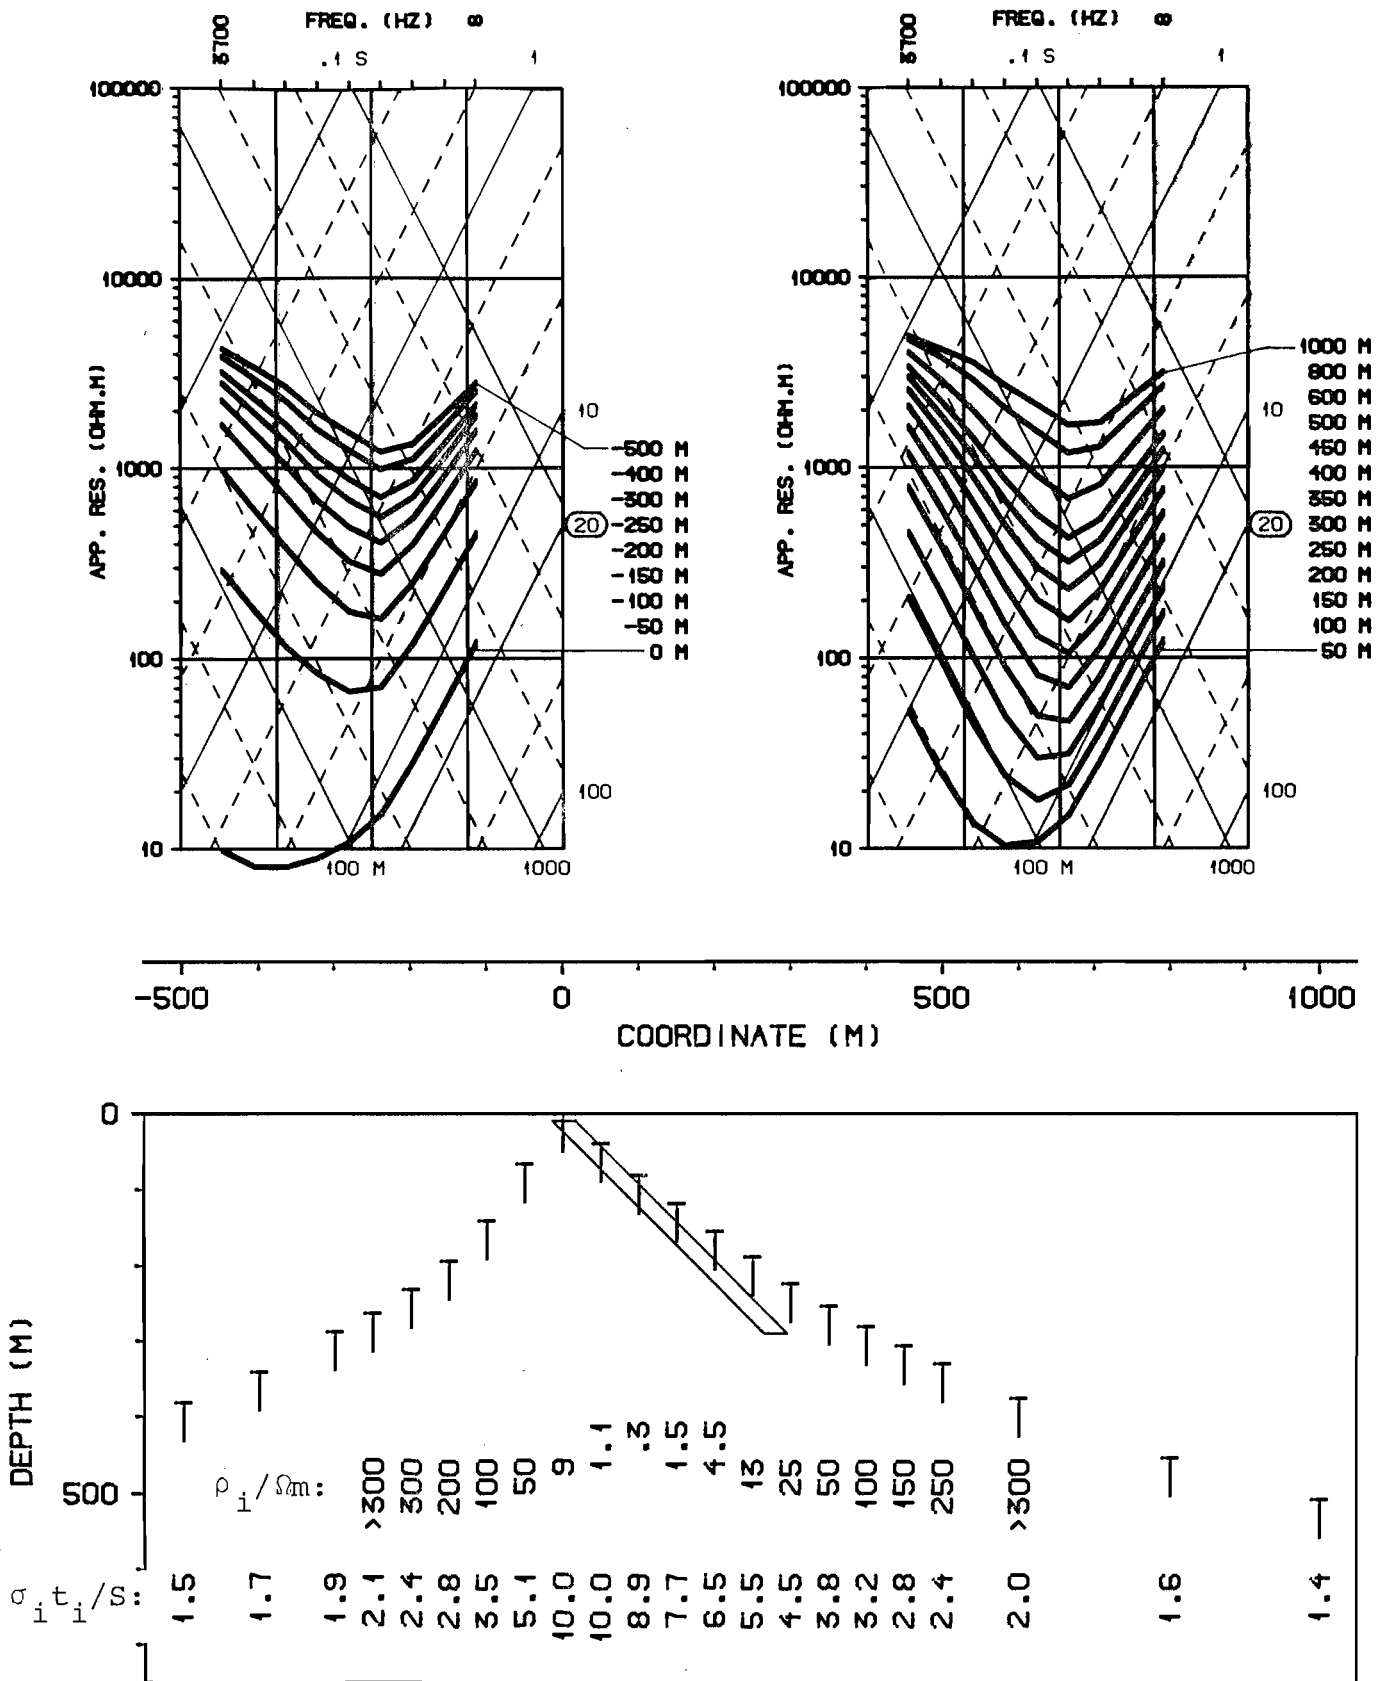 FREQ. (HZ)
3700
8
.1 S
1
100000
10000
1000
100
10
APP. RES. (OHM.M)
10
20
100
100 M
1000
-500 M
-400 M
-300 M
-250 M
-200 M
-150 M
-100 M
-50 M
0 M
FREQ. (HZ)
3700
8
.1 S
1
100000
10000
1000
100
10
APP. RES. (OHM.M)
10
20
100
100 M
1000
1000 M
800 M
600 M
500 M
450 M
400 M
350 M
300 M
250 M
200 M
150 M
100 M
50 M
-500 0 500 1000
COORDINATE (M)
0
500
DEPTH (M)
ρi/Ωm: >300 300 200 100 50 9 1.1 .3 1.5 4.5 13 25 50 100 150 250 >300
σiti/S: 1.5 1.7 1.9 2.1 2.4 2.8 3.5 5.1 10.0 10.0 8.9 7.7 6.5 5.5 4.5 3.8 3.2 2.8 2.4 2.0 1.6 1.4